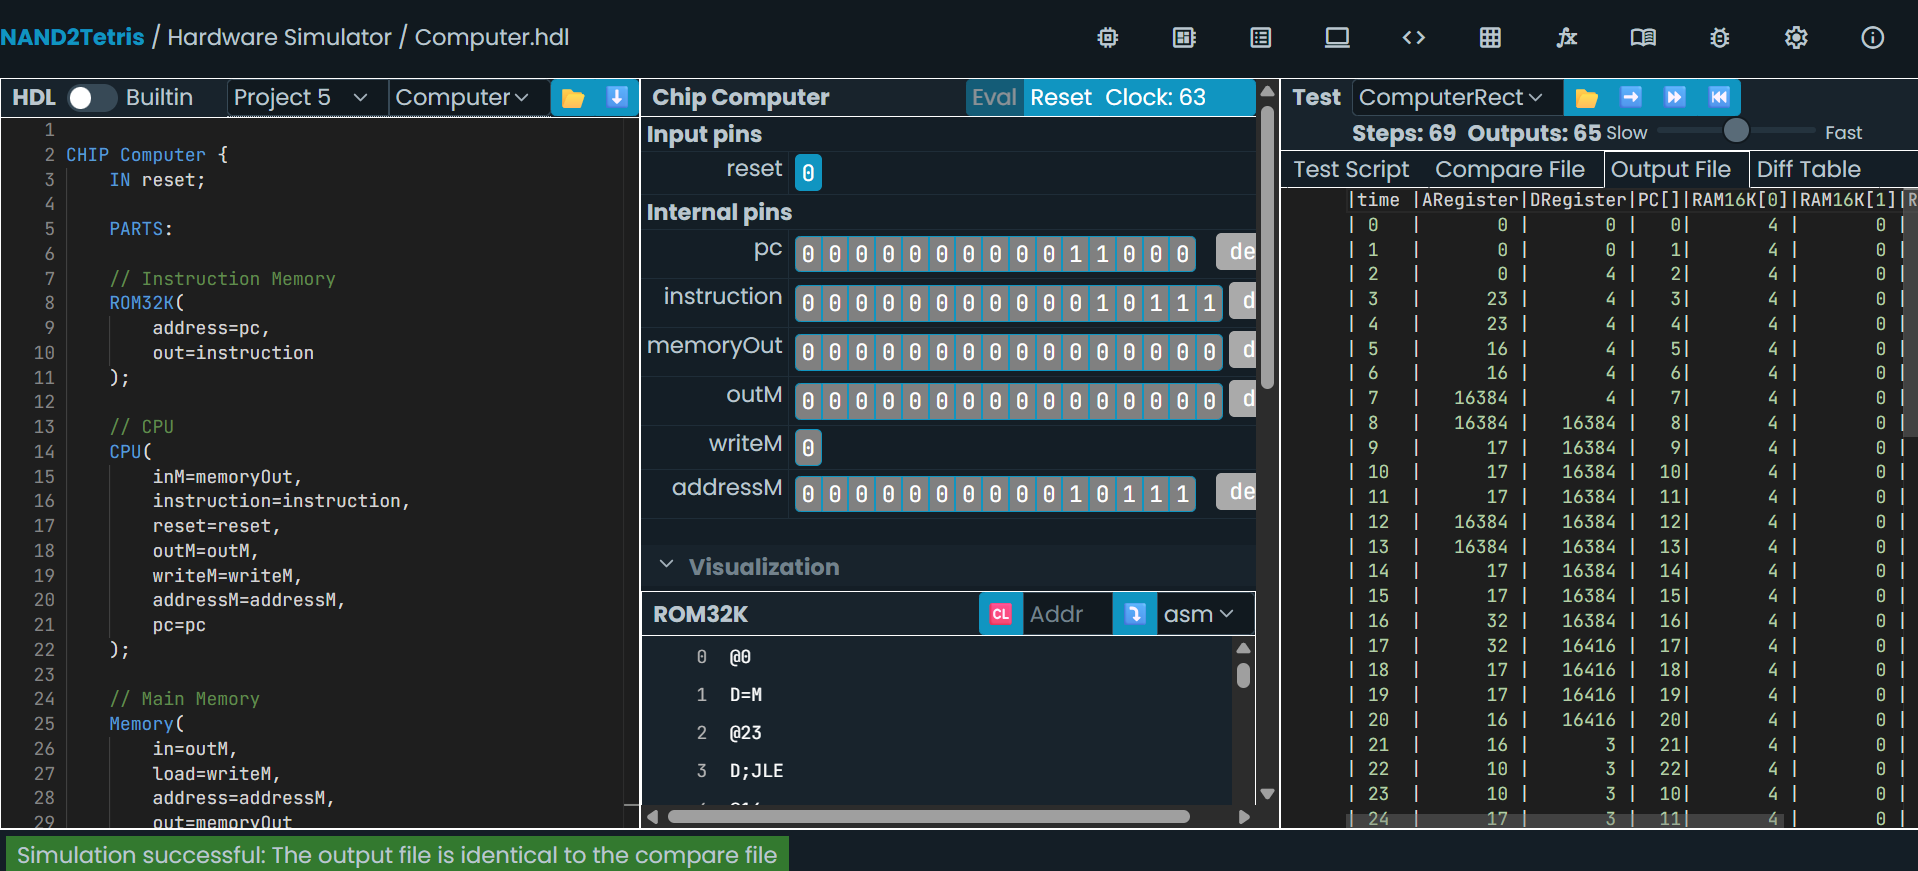 NAND2Tetris / Hardware Simulator / Computer.hdl
HDL Builtin Project 5 Computer
1
2 CHIP Computer {
3 IN reset;
4
5 PARTS:
6
7 // Instruction Memory
8 ROM32K(
9 address=pc,
10 out=instruction
11 );
12
13 // CPU
14 CPU(
15 inM=memoryOut,
16 instruction=instruction,
17 reset=reset,
18 outM=outM,
19 writeM=writeM,
20 addressM=addressM,
21 pc=pc
22 );
23
24 // Main Memory
25 Memory(
26 in=outM,
27 load=writeM,
28 address=addressM,
29 out=memoryOut
Chip Computer Eval Reset Clock: 63
Input pins
reset 0
Internal pins
pc 0 0 0 0 0 0 0 0 0 0 1 1 0 0 0 de
instruction 0 0 0 0 0 0 0 0 0 0 0 1 0 1 1 1 d
memoryOut 0 0 0 0 0 0 0 0 0 0 0 0 0 0 0 0 d
outM 0 0 0 0 0 0 0 0 0 0 0 0 0 0 0 0 d
writeM 0
addressM 0 0 0 0 0 0 0 0 0 0 1 0 1 1 1 de
Visualization
ROM32K CL Addr asm
0 @0
1 D=M
2 @23
3 D;JLE
Test ComputerRect
Steps: 69 Outputs: 65 Slow Fast
Test Script Compare File Output File Diff Table
|time |ARegister|DRegister|PC[]|RAM16K[0]|RAM16K[1]|R
| 0 | 0 | 0 | 0| 4 | 0 |
| 1 | 0 | 0 | 1| 4 | 0 |
| 2 | 0 | 4 | 2| 4 | 0 |
| 3 | 23 | 4 | 3| 4 | 0 |
| 4 | 23 | 4 | 4| 4 | 0 |
| 5 | 16 | 4 | 5| 4 | 0 |
| 6 | 16 | 4 | 6| 4 | 0 |
| 7 | 16384 | 4 | 7| 4 | 0 |
| 8 | 16384 | 16384 | 8| 4 | 0 |
| 9 | 17 | 16384 | 9| 4 | 0 |
| 10 | 17 | 16384 | 10| 4 | 0 |
| 11 | 17 | 16384 | 11| 4 | 0 |
| 12 | 16384 | 16384 | 12| 4 | 0 |
| 13 | 16384 | 16384 | 13| 4 | 0 |
| 14 | 17 | 16384 | 14| 4 | 0 |
| 15 | 17 | 16384 | 15| 4 | 0 |
| 16 | 32 | 16384 | 16| 4 | 0 |
| 17 | 32 | 16416 | 17| 4 | 0 |
| 18 | 17 | 16416 | 18| 4 | 0 |
| 19 | 17 | 16416 | 19| 4 | 0 |
| 20 | 16 | 16416 | 20| 4 | 0 |
| 21 | 16 | 3 | 21| 4 | 0 |
| 22 | 10 | 3 | 22| 4 | 0 |
| 23 | 10 | 3 | 10| 4 | 0 |
| 24 | 17 | 3 | 11| 4 | 0 |
Simulation successful: The output file is identical to the compare file